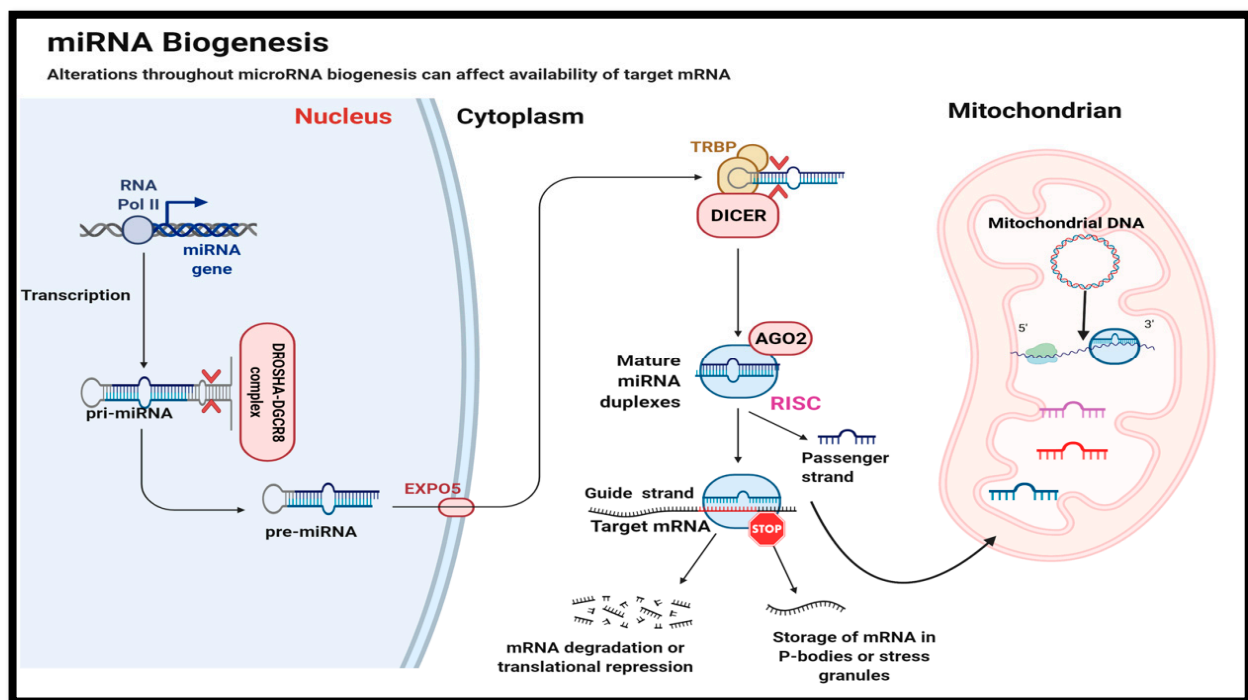 miRNA Biogenesis
Alterations throughout microRNA biogenesis can affect availability of target mRNA
Nucleus
Cytoplasm
Mitochondrian
RNA
Pol II
miRNA
gene
Transcription
pri-miRNA
DROSHA-DGCR8
complex
pre-miRNA
EXPO5
TRBP
DICER
AGO2
Mature
miRNA
duplexes
RISC
Passenger
strand
Guide strand
Target mRNA
STOP
mRNA degradation or
translational repression
Storage of mRNA in
P-bodies or stress
granules
Mitochondrial DNA
5'
3'